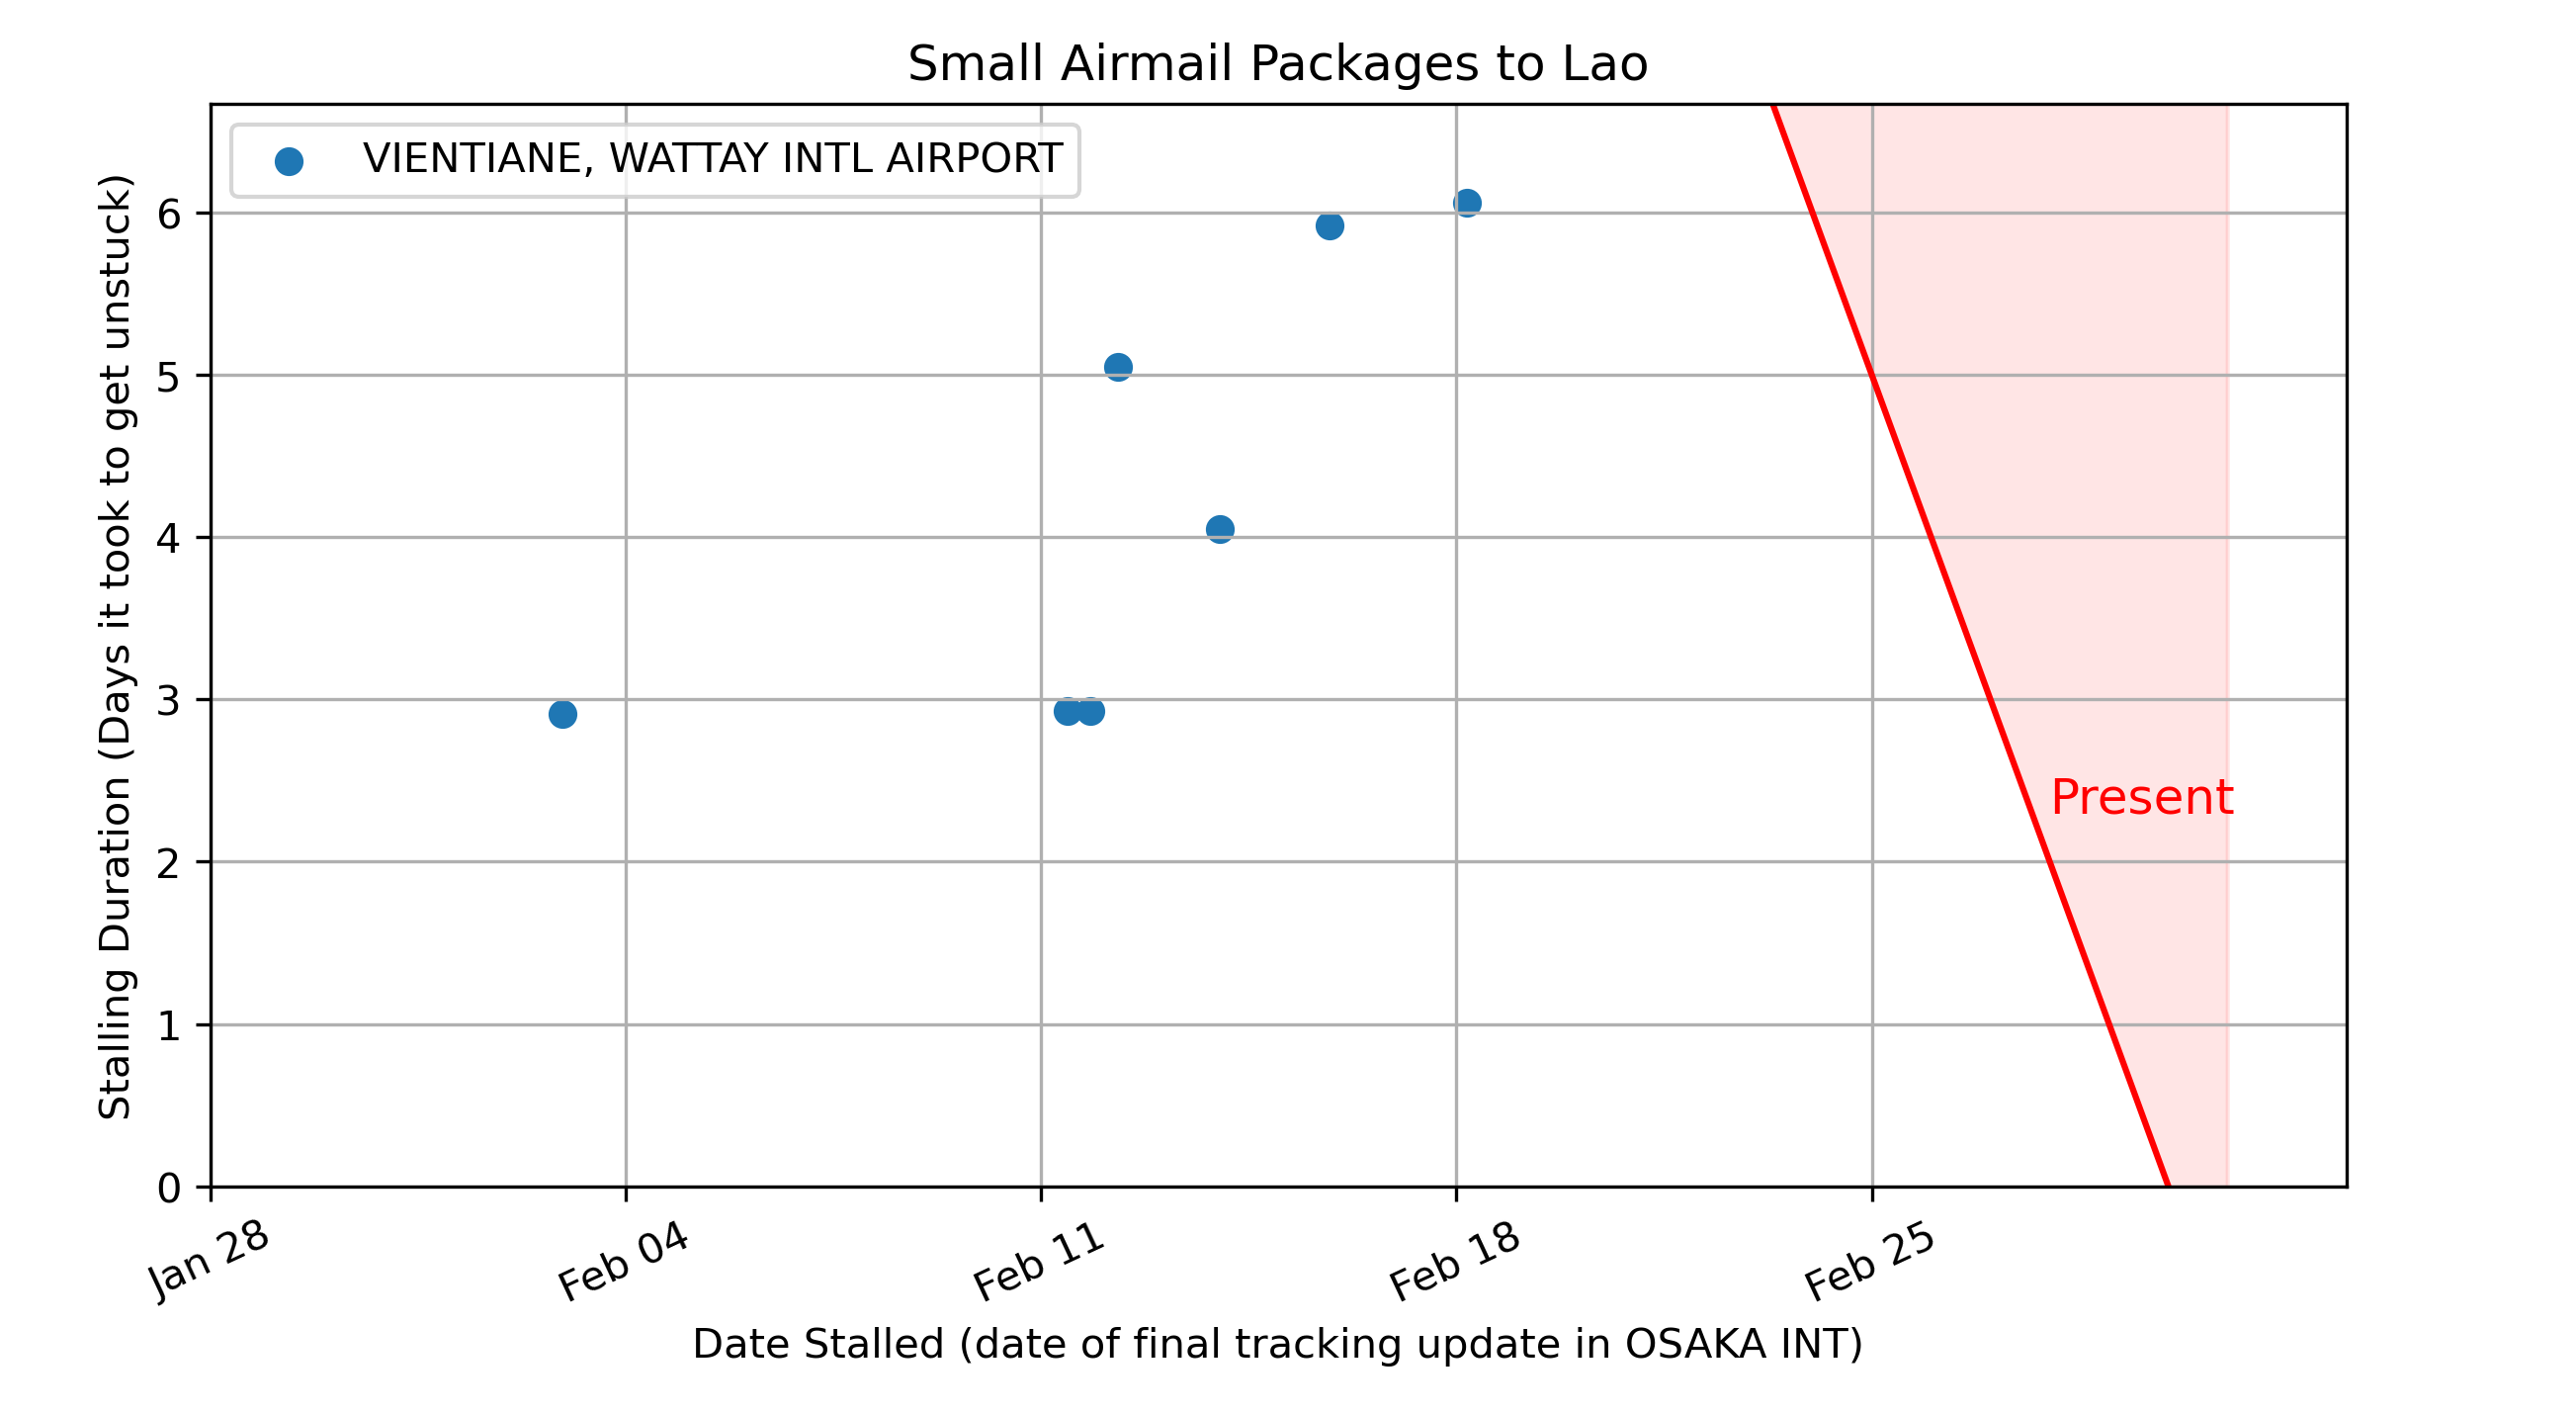 Small Airmail Packages to Lao
VIENTIANE, WATTAY INTL AIRPORT
Stalling Duration (Days it took to get unstuck)
6
5
4
3
2
1
0
Present
Jan 28
Feb 04
Feb 11
Feb 18
Feb 25
Date Stalled (date of final tracking update in OSAKA INT)